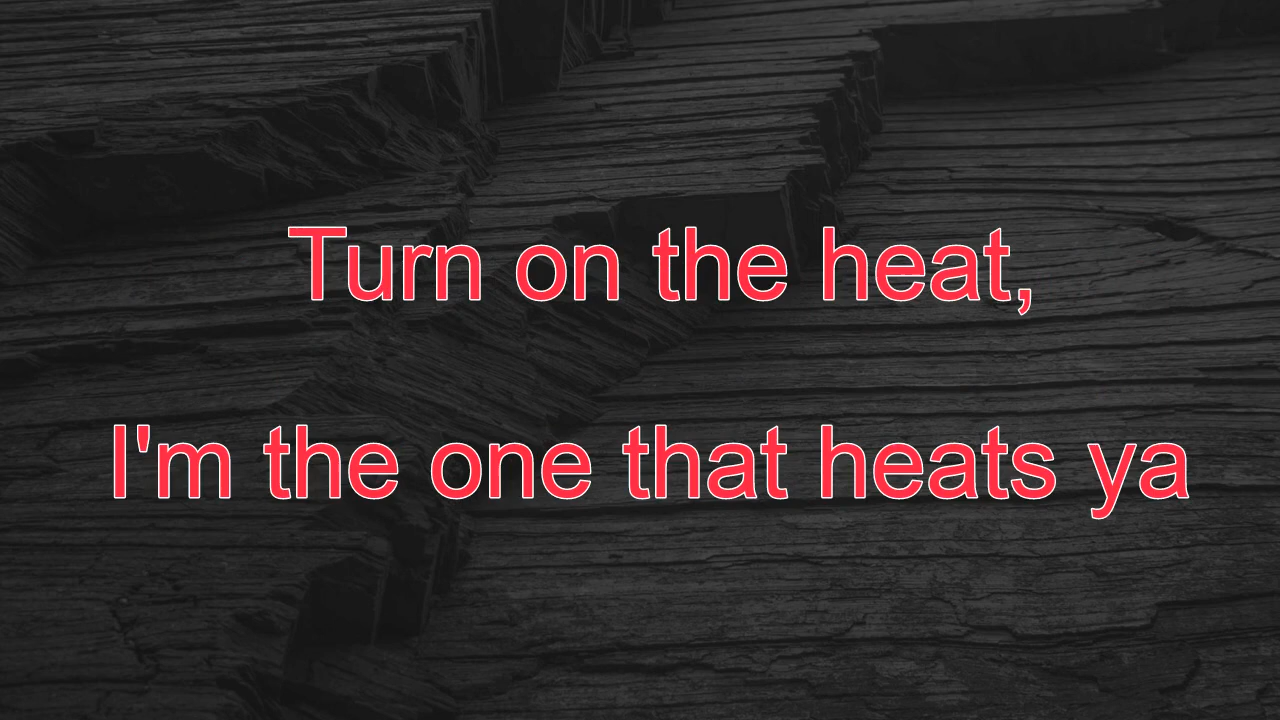 Turn on the heat,
I'm the one that heats ya